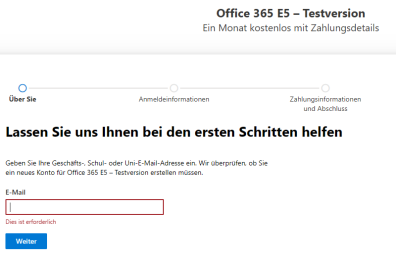 Office 365 E5 – Testversion
Ein Monat kostenlos mit Zahlungsdetails
Über Sie
Anmeldeinformationen
Zahlungsinformationen
und Abschluss
Lassen Sie uns Ihnen bei den ersten Schritten helfen
Geben Sie Ihre Geschäfts-, Schul- oder Uni-E-Mail-Adresse ein. Wir überprüfen, ob Sie
ein neues Konto für Office 365 E5 – Testversion erstellen müssen.
E-Mail
Dies ist erforderlich
Weiter